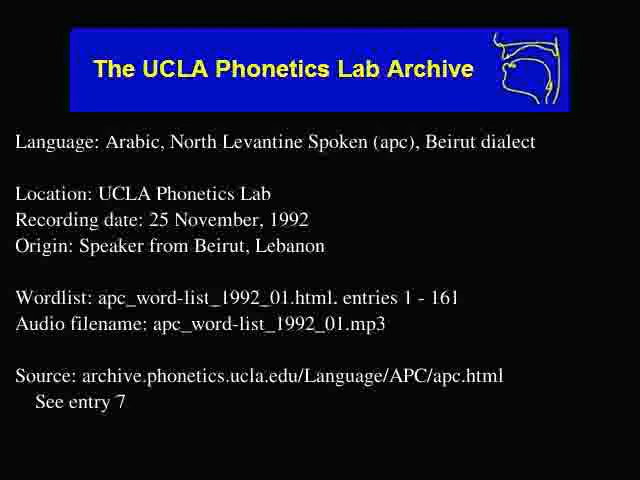 The UCLA Phonetics Lab Archive
Language: Arabic, North Levantine Spoken (apc), Beirut dialect
Location: UCLA Phonetics Lab
Recording date: 25 November, 1992
Origin: Speaker from Beirut, Lebanon
Wordlist: apc_word-list_1992_01.html. entries 1 - 161
Audio filename: apc_word-list_1992_01.mp3
Source: archive.phonetics.ucla.edu/Language/APC/apc.html
See entry 7